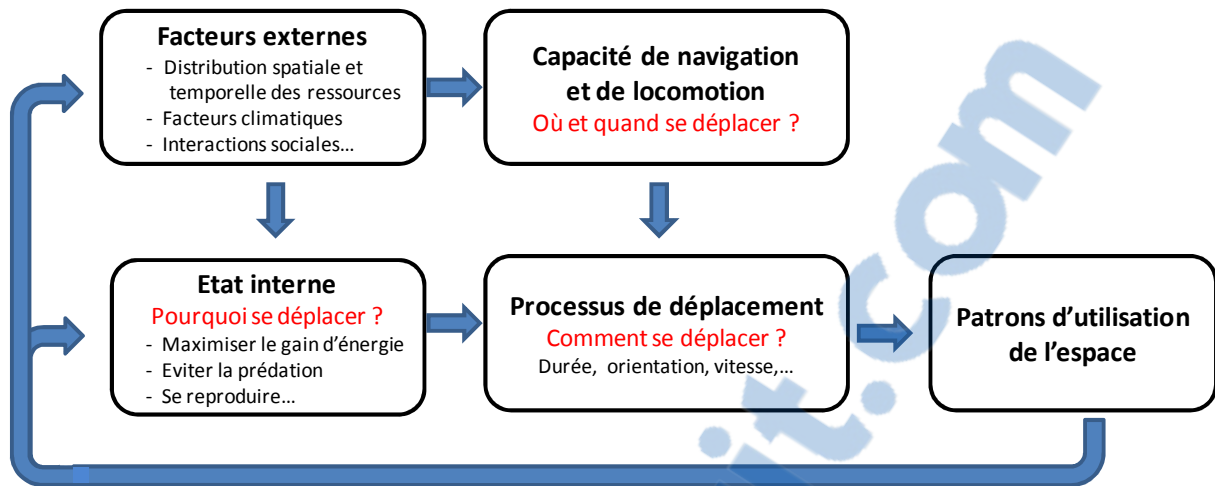 Facteurs externes
- Distribution spatiale et
temporelle des ressources
- Facteurs climatiques
- Interactions sociales…
Capacité de navigation
et de locomotion
Où et quand se déplacer ?
Etat interne
Pourquoi se déplacer ?
- Maximiser le gain d’énergie
- Eviter la prédation
- Se reproduire…
Processus de déplacement
Comment se déplacer ?
Durée, orientation, vitesse,…
Patrons d’utilisation
de l’espace
it.com